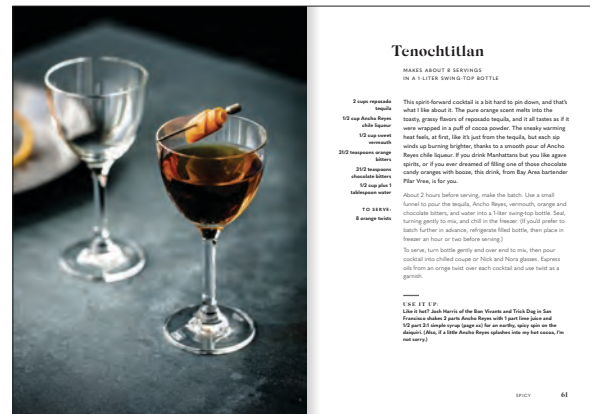 Tenochtitlan
MAKES ABOUT 8 SERVINGS
IN A 1-LITER SWING-TOP BOTTLE
2 cups reposado
tequila
1/2 cup Ancho Reyes
chile liqueur
1/2 cup sweet
vermouth
21/2 teaspoons orange
bitters
21/2 teaspoons
chocolate bitters
1/2 cup plus 1
tablespoon water
TO SERVE:
8 orange twists
This spirit-forward cocktail is a bit hard to pin down, and that's
what I like about it. The pure orange scent melts into the
toasty, grassy flavors of reposado tequila, and it all tastes as if it
were wrapped in a puff of cocoa powder. The sneaky warming
heat feels, at first, like it's just from the tequila, but each sip
winds up burning brighter, thanks to a smooth pour of Ancho
Reyes chile liqueur. If you drink Manhattans but you like agave
spirits, or if you ever dreamed of lining one of those chocolate
candy oranges with booze, this drink, from Bay Area bartender
Pilar Vree, is for you.
About 2 hours before serving, make the batch. Use a small
funnel to pour the tequila, Ancho Reyes, vermouth, orange and
chocolate bitters, and water into a 1-liter swing-top bottle. Seal,
turning gently to mix, and chill in the freezer. (If you'd prefer to
batch further in advance, refrigerate filled bottle, then place in
freezer an hour or two before serving.)
To serve, turn bottle gently end over end to mix, then pour
cocktail into chilled coupe or Nick and Nora glasses. Express
oils from an ornge twist over each cocktail and use twist as a
garnish.
USE IT UP:
Like it hot? Josh Harris of the Bon Vivants and Trick Dog in San
Francisco shakes 2 parts Ancho Reyes with 1 part lime juice and
1/2 part 2:1 simple syrup (page xx) for an earthy, spicy spin on the
daiquiri. (Also, if a little Ancho Reyes splashes into my hot cocoa, I'm
not sorry.)
SPICY 61